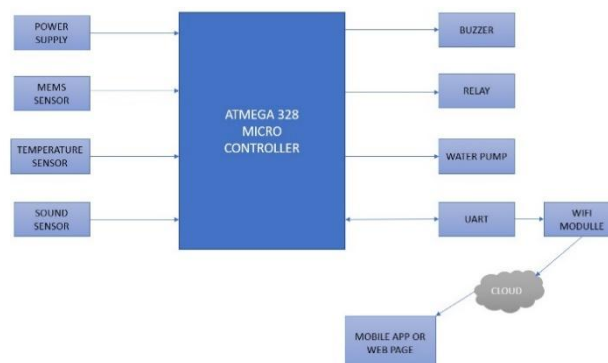 POWER
SUPPLY
BUZZER
MEMS
SENSOR
RELAY
ATMEGA 328
MICRO
CONTROLLER
TEMPERATURE
SENSOR
WATER PUMP
SOUND
SENSOR
UART
WIFI
MODULLE
CLOUD
MOBILE APP OR
WEB PAGE